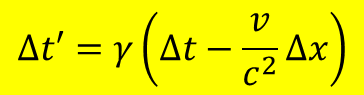 Δt′ = γ (Δt − v/c² Δx)